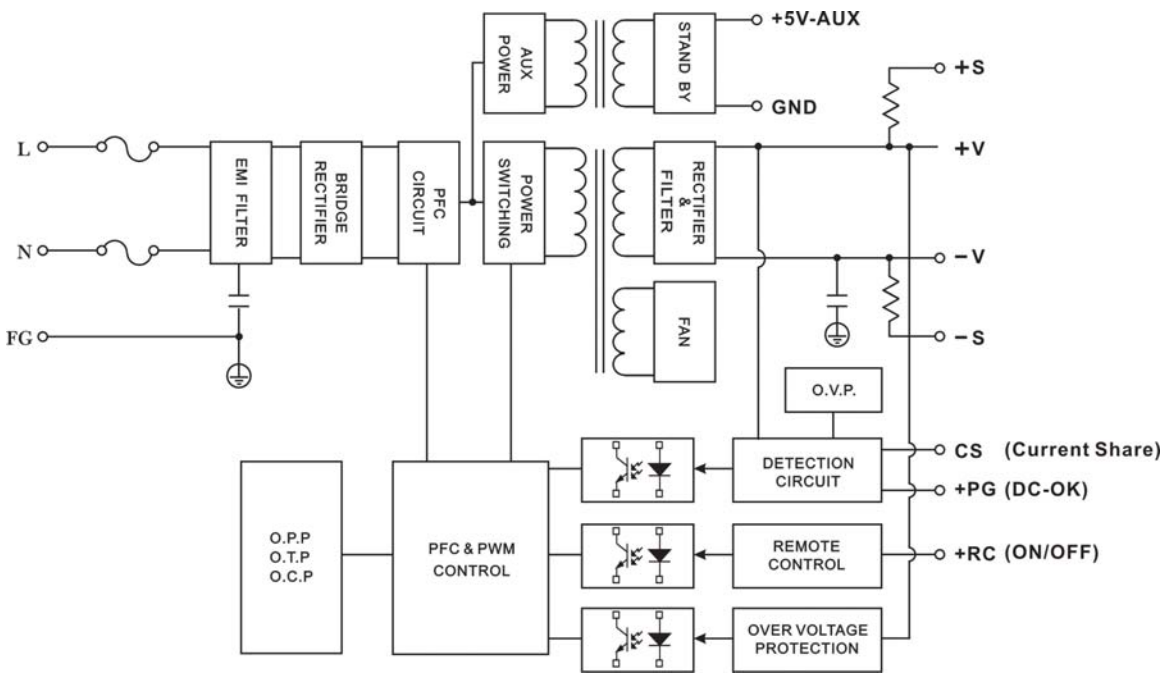 +5V-AUX
AUX
POWER
STAND BY
+S
GND
L
EMI FILTER
BRIDGE
RECTIFIER
PFC
CIRCUIT
POWER
SWITCHING
RECTIFIER
&
FILTER
+V
N
-V
FG
FAN
-S
O.V.P.
DETECTION
CIRCUIT
CS (Current Share)
+PG (DC-OK)
O.P.P
O.T.P
O.C.P
PFC & PWM
CONTROL
REMOTE
CONTROL
+RC (ON/OFF)
OVER VOLTAGE
PROTECTION